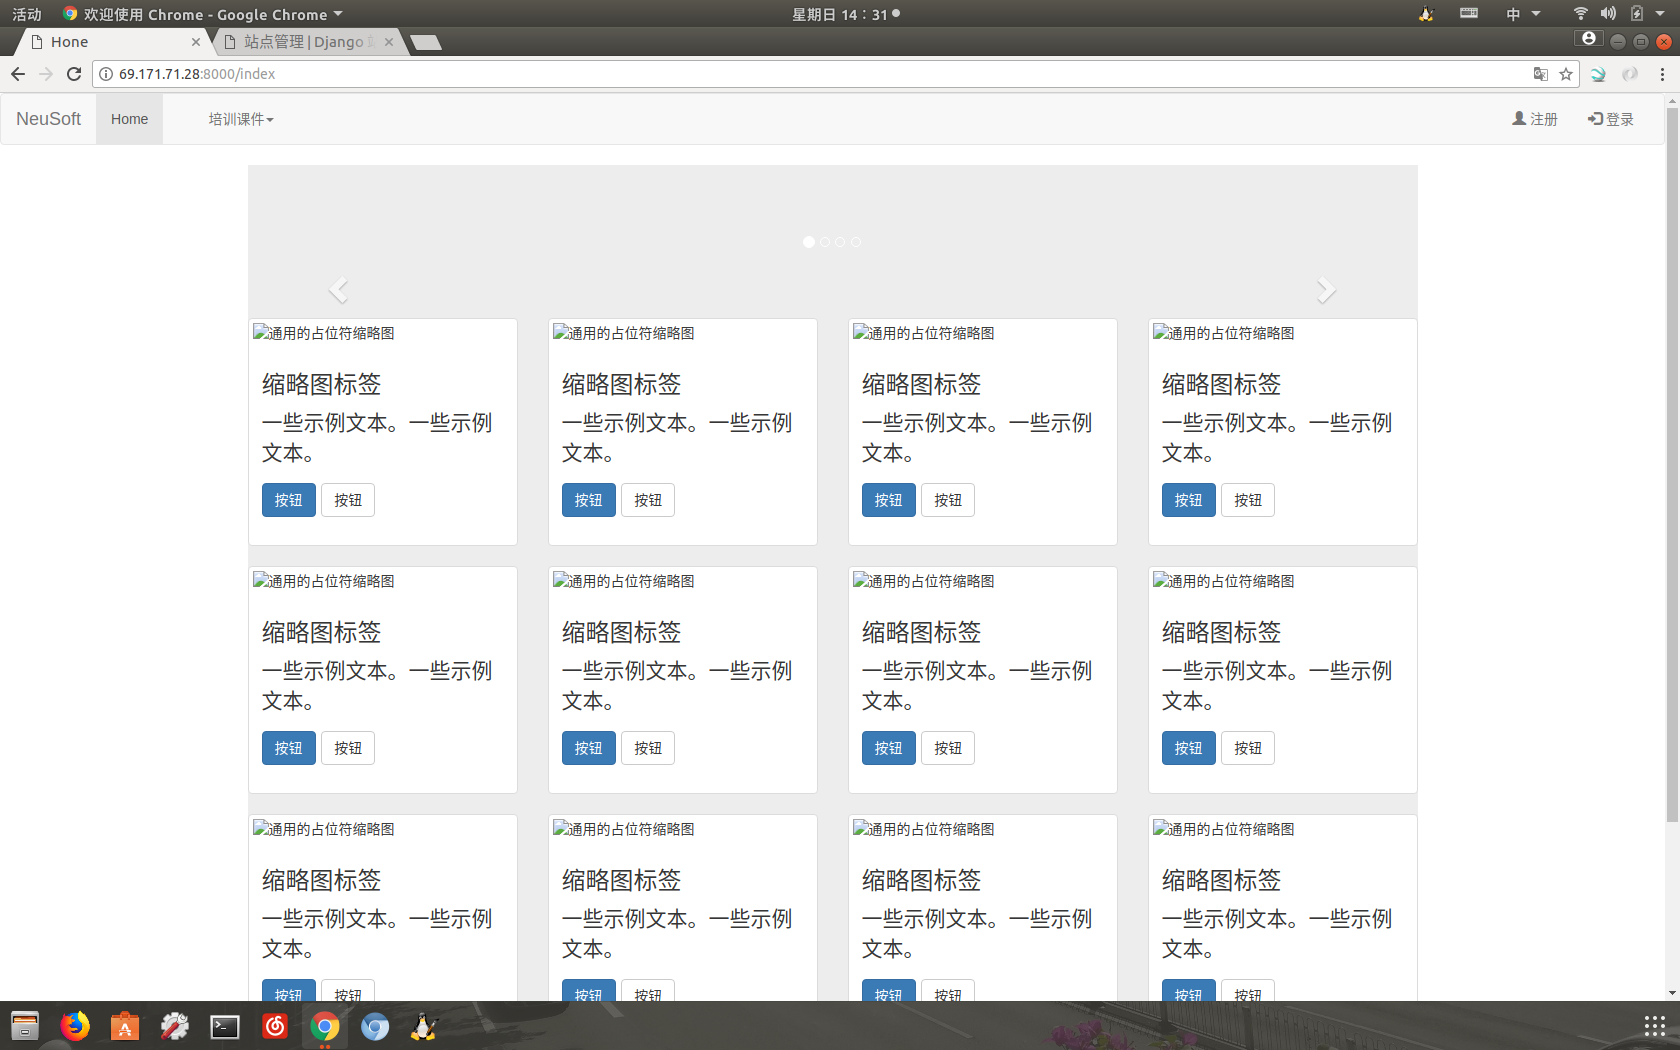 活动 欢迎使用 Chrome - Google Chrome 星期日 14：31 中
Hone 站点管理 | Django
69.171.71.28:8000/index
NeuSoft Home 培训课件 注册 登录
通用的占位符缩略图 通用的占位符缩略图 通用的占位符缩略图 通用的占位符缩略图
缩略图标签 缩略图标签 缩略图标签 缩略图标签
一些示例文本。一些示例 一些示例文本。一些示例 一些示例文本。一些示例 一些示例文本。一些示例
文本。 文本。 文本。 文本。
按钮 按钮 按钮 按钮 按钮 按钮 按钮 按钮
通用的占位符缩略图 通用的占位符缩略图 通用的占位符缩略图 通用的占位符缩略图
缩略图标签 缩略图标签 缩略图标签 缩略图标签
一些示例文本。一些示例 一些示例文本。一些示例 一些示例文本。一些示例 一些示例文本。一些示例
文本。 文本。 文本。 文本。
按钮 按钮 按钮 按钮 按钮 按钮 按钮 按钮
通用的占位符缩略图 通用的占位符缩略图 通用的占位符缩略图 通用的占位符缩略图
缩略图标签 缩略图标签 缩略图标签 缩略图标签
一些示例文本。一些示例 一些示例文本。一些示例 一些示例文本。一些示例 一些示例文本。一些示例
文本。 文本。 文本。 文本。
按钮 按钮 按钮 按钮 按钮 按钮 按钮 按钮